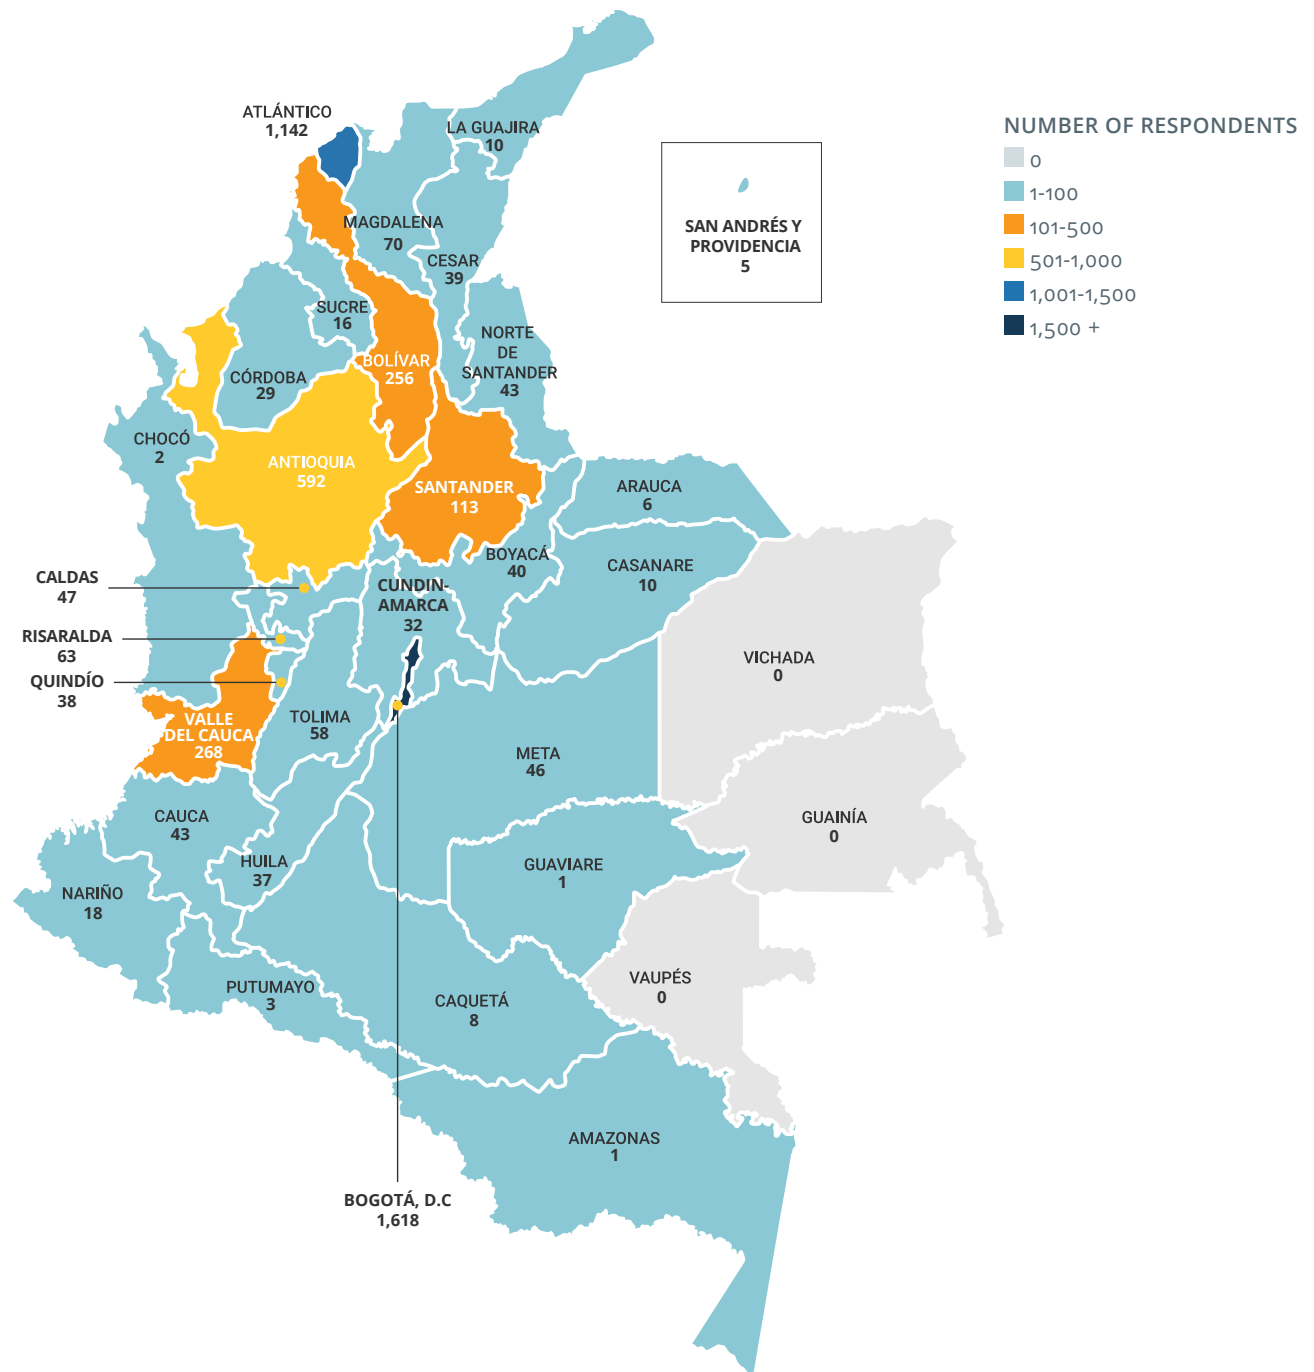 ATLÁNTICO
1,142
LA GUAJIRA
10
NUMBER OF RESPONDENTS
0
1-100
101-500
501-1,000
1,001-1,500
1,500 +
MAGDALENA
70
SAN ANDRÉS Y
PROVIDENCIA
5
CESAR
39
SUCRE
16
NORTE
DE
SANTANDER
43
BOLÍVAR
256
CÓRDOBA
29
CHOCÓ
2
ANTIOQUIA
592
SANTANDER
113
ARAUCA
6
BOYACÁ
40
CASANARE
10
CALDAS
47
CUNDIN-
AMARCA
32
RISARALDA
63
QUINDÍO
38
VICHADA
0
VALLE
DEL CAUCA
268
TOLIMA
58
META
46
CAUCA
43
GUAINÍA
0
HUILA
37
GUAVIARE
1
NARIÑO
18
VAUPÉS
0
PUTUMAYO
3
CAQUETÁ
8
AMAZONAS
1
BOGOTÁ, D.C
1,618